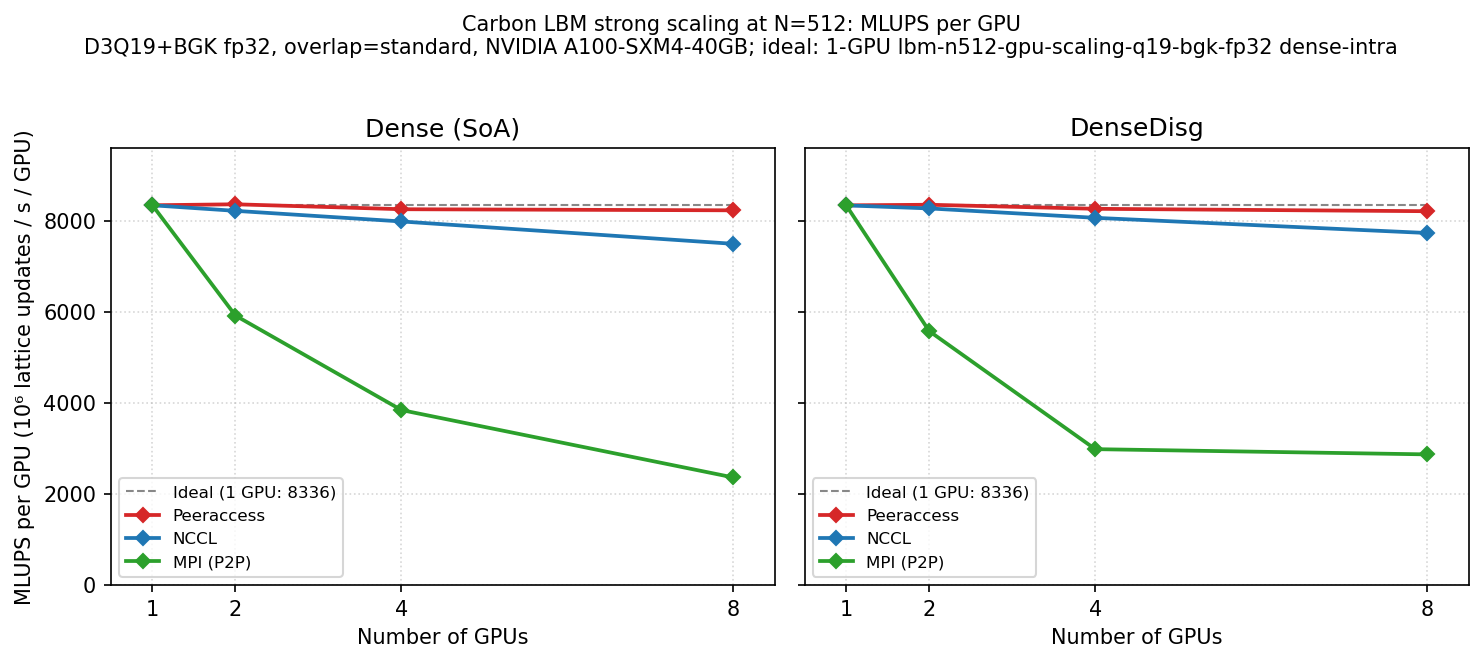 Carbon LBM strong scaling at N=512: MLUPS per GPU
D3Q19+BGK fp32, overlap=standard, NVIDIA A100-SXM4-40GB; ideal: 1-GPU lbm-n512-gpu-scaling-q19-bgk-fp32 dense-intra
Dense (SoA)
MLUPS per GPU (10⁶ lattice updates / s / GPU)
8000
6000
4000
2000
0
Ideal (1 GPU: 8336)
Peeraccess
NCCL
MPI (P2P)
1 2 4 8
Number of GPUs
DenseDisg
Ideal (1 GPU: 8336)
Peeraccess
NCCL
MPI (P2P)
1 2 4 8
Number of GPUs